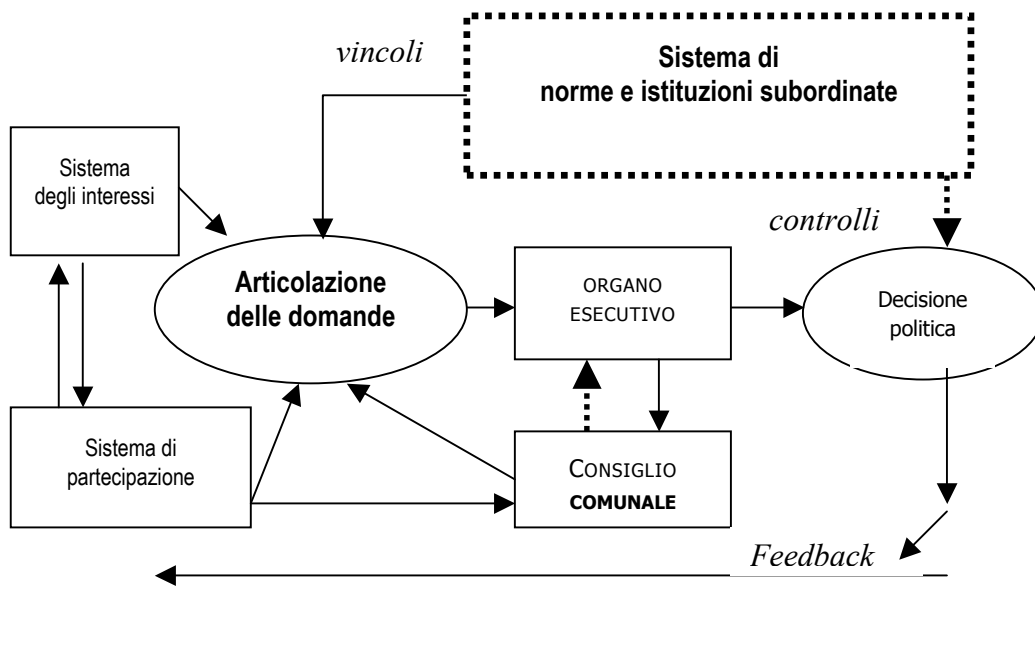 vincoli
Sistema di
norme e istituzioni subordinate
Sistema
degli interessi
controlli
Articolazione
delle domande
ORGANO
ESECUTIVO
Decisione
politica
Sistema di
partecipazione
CONSIGLIO
COMUNALE
Feedback